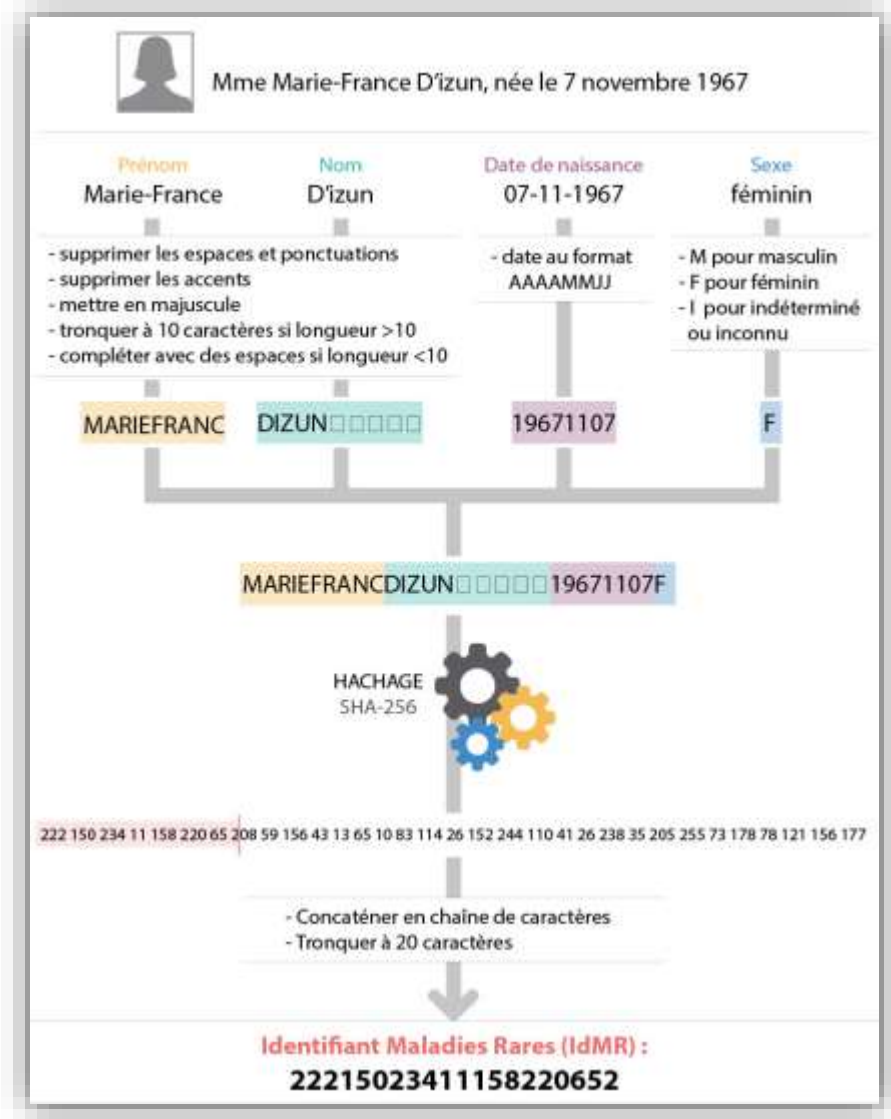 Mme Marie-France D'izun, née le 7 novembre 1967
Prénom
Marie-France
Nom
D'izun
Date de naissance
07-11-1967
Sexe
féminin
- supprimer les espaces et ponctuations
- supprimer les accents
- mettre en majuscule
- tronquer à 10 caractères si longueur >10
- compléter avec des espaces si longueur <10
- date au format
AAAAMMJJ
- M pour masculin
- F pour féminin
- I pour indéterminé
ou inconnu
MARIEFRANC
DIZUN□□□□□
19671107
F
MARIEFRANCDIZUN□□□□□19671107F
HACHAGE
SHA-256
222 150 234 11 158 220 65 208 59 156 43 13 65 10 83 114 26 152 244 110 41 26 238 35 205 255 73 178 78 121 156 177
- Concaténer en chaîne de caractères
- Tronquer à 20 caractères
Identifiant Maladies Rares (IdMR) :
22215023411158220652